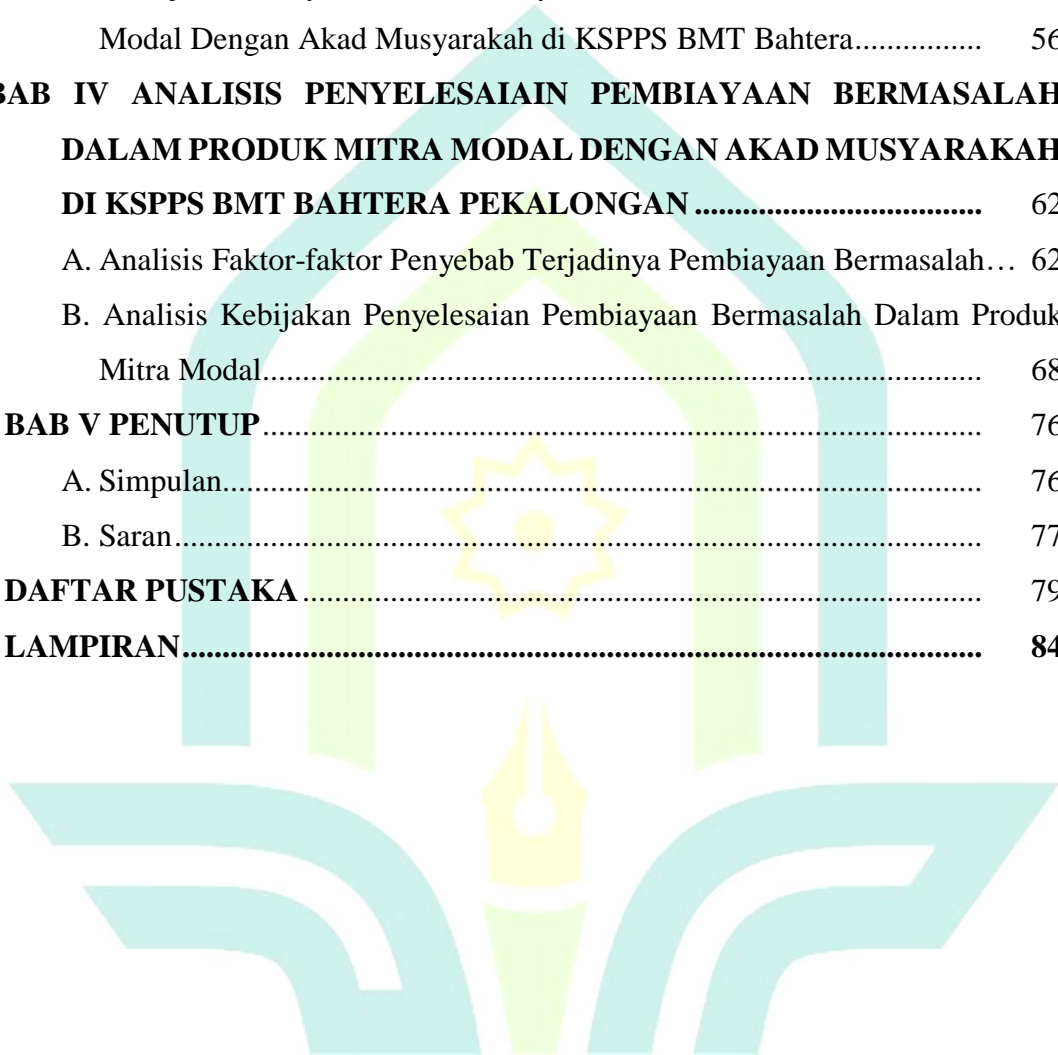 Modal Dengan Akad Musyarakah di KSPPS BMT Bahtera................ 56
BAB IV ANALISIS PENYELESAIAIN PEMBIAYAAN BERMASALAH
DALAM PRODUK MITRA MODAL DENGAN AKAD MUSYARAKAH
DI KSPPS BMT BAHTERA PEKALONGAN ................................... 62
A. Analisis Faktor-faktor Penyebab Terjadinya Pembiayaan Bermasalah… 62
B. Analisis Kebijakan Penyelesaian Pembiayaan Bermasalah Dalam Produk
Mitra Modal......................................................................................... 68
BAB V PENUTUP......................................................................................... 76
A. Simpulan.............................................................................................. 76
B. Saran.................................................................................................... 77
DAFTAR PUSTAKA .................................................................................... 79
LAMPIRAN.................................................................................................. 84